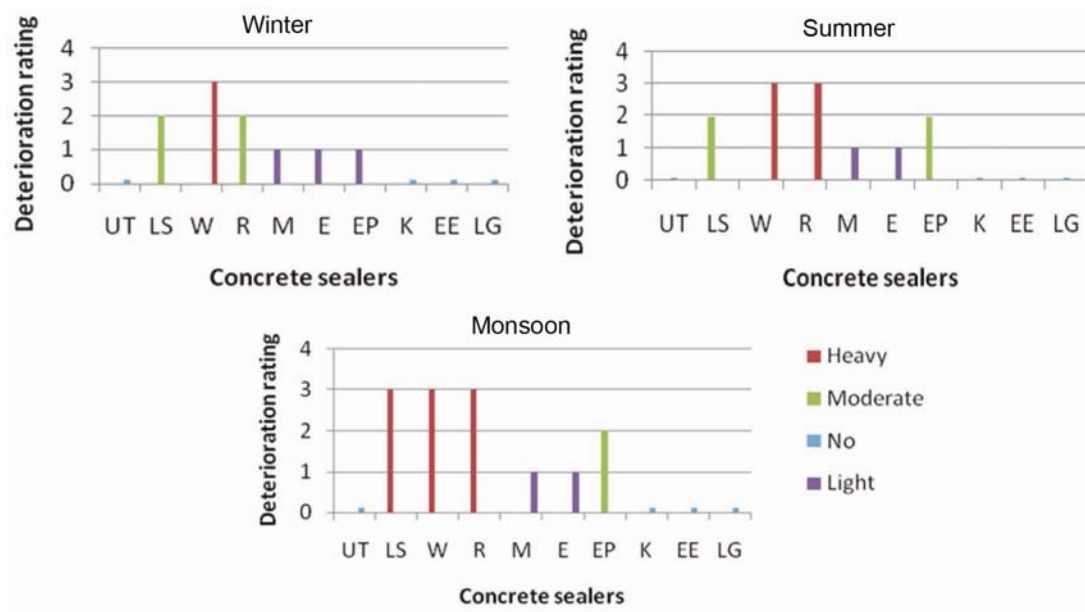 Winter
Deterioration rating
4
3
2
1
0
UT LS W R M E EP K EE LG
Concrete sealers
Summer
Deterioration rating
4
3
2
1
0
UT LS W R M E EP K EE LG
Concrete sealers
Monsoon
Deterioration rating
4
3
2
1
0
UT LS W R M E EP K EE LG
Concrete sealers
Heavy
Moderate
No
Light